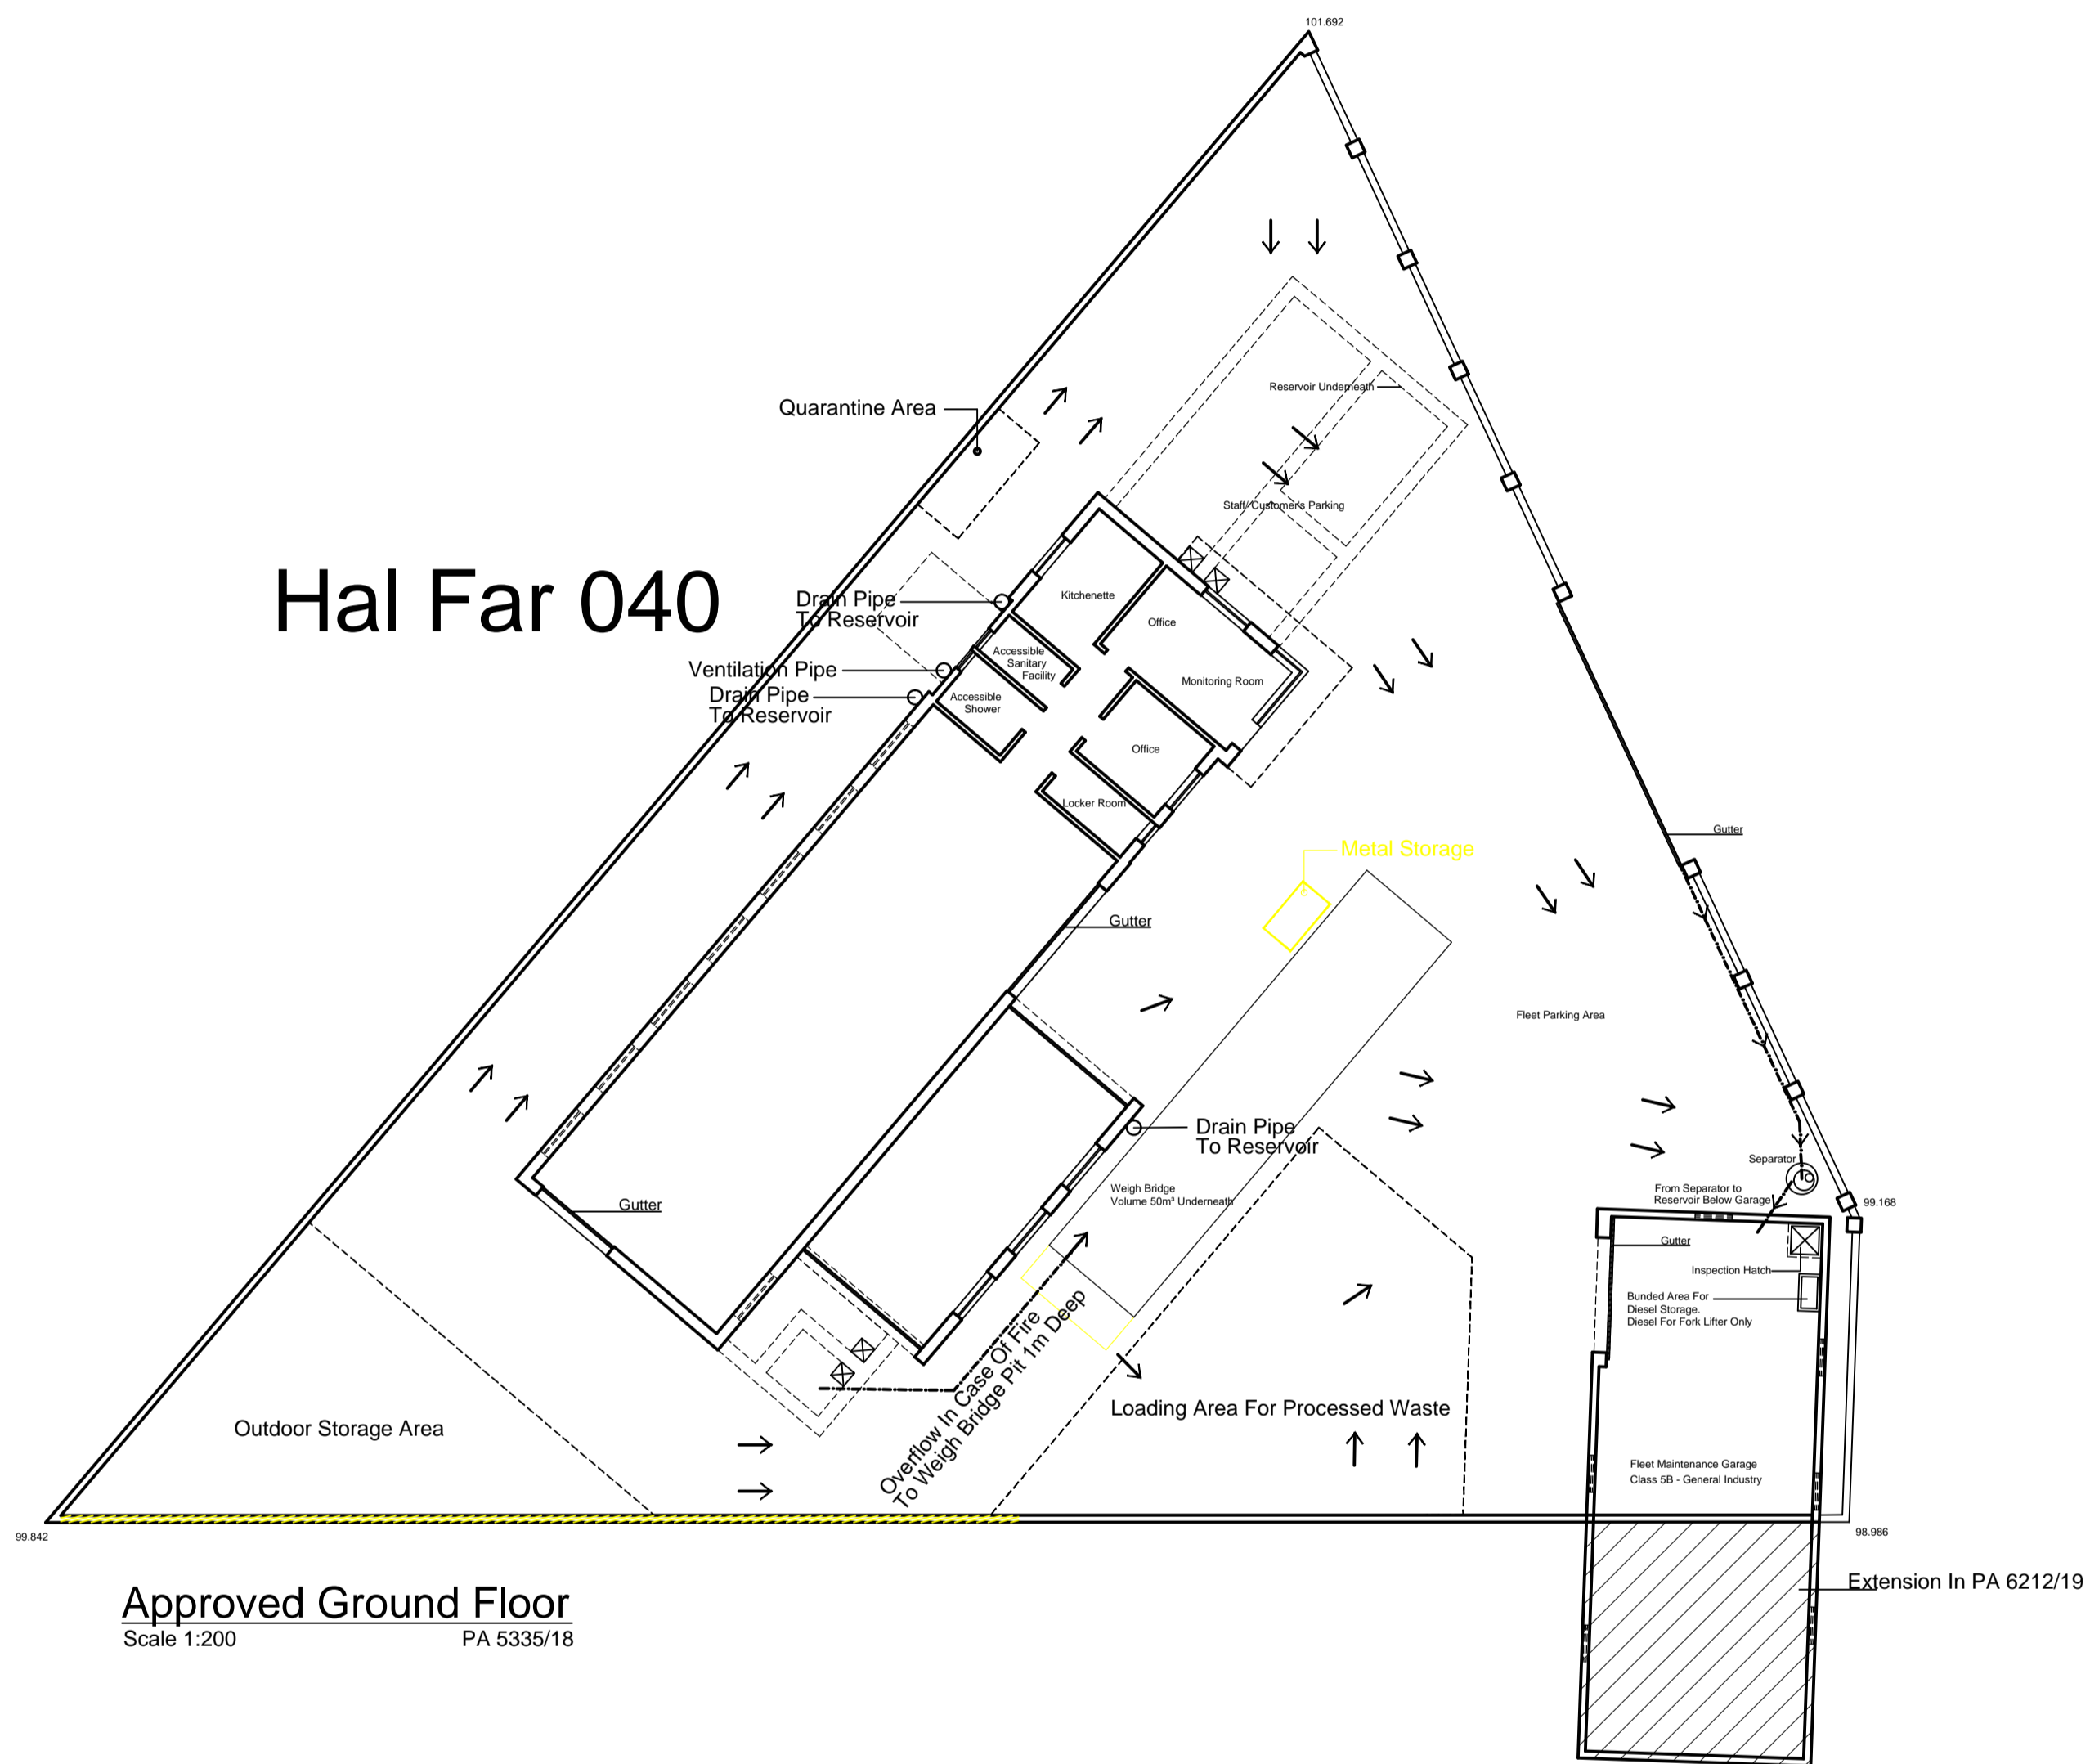 101.692
Quarantine Area
Reservoir Underneath
Staff/Customer's Parking
Hal Far 040
Drain Pipe
To Reservoir
Kitchenette
Office
Accessible
Sanitary
Facility
Ventilation Pipe
Drain Pipe
To Reservoir
Accessible
Shower
Monitoring Room
Office
Locker Room
Gutter
Metal Storage
Gutter
Fleet Parking Area
Drain Pipe
To Reservoir
Separator
Weigh Bridge
Volume 50m³ Underneath
From Separator to
Reservoir Below Garage
99.168
Gutter
Gutter
Inspection Hatch
Bunded Area For
Diesel Storage.
Diesel For Fork Lifter Only
Overflow In Case Of Fire
To Weigh Bridge Pit 1m Deep
Loading Area For Processed Waste
Outdoor Storage Area
Fleet Maintenance Garage
Class 5B - General Industry
99.842
98.986
Extension In PA 6212/19
Approved Ground Floor
Scale 1:200 PA 5335/18